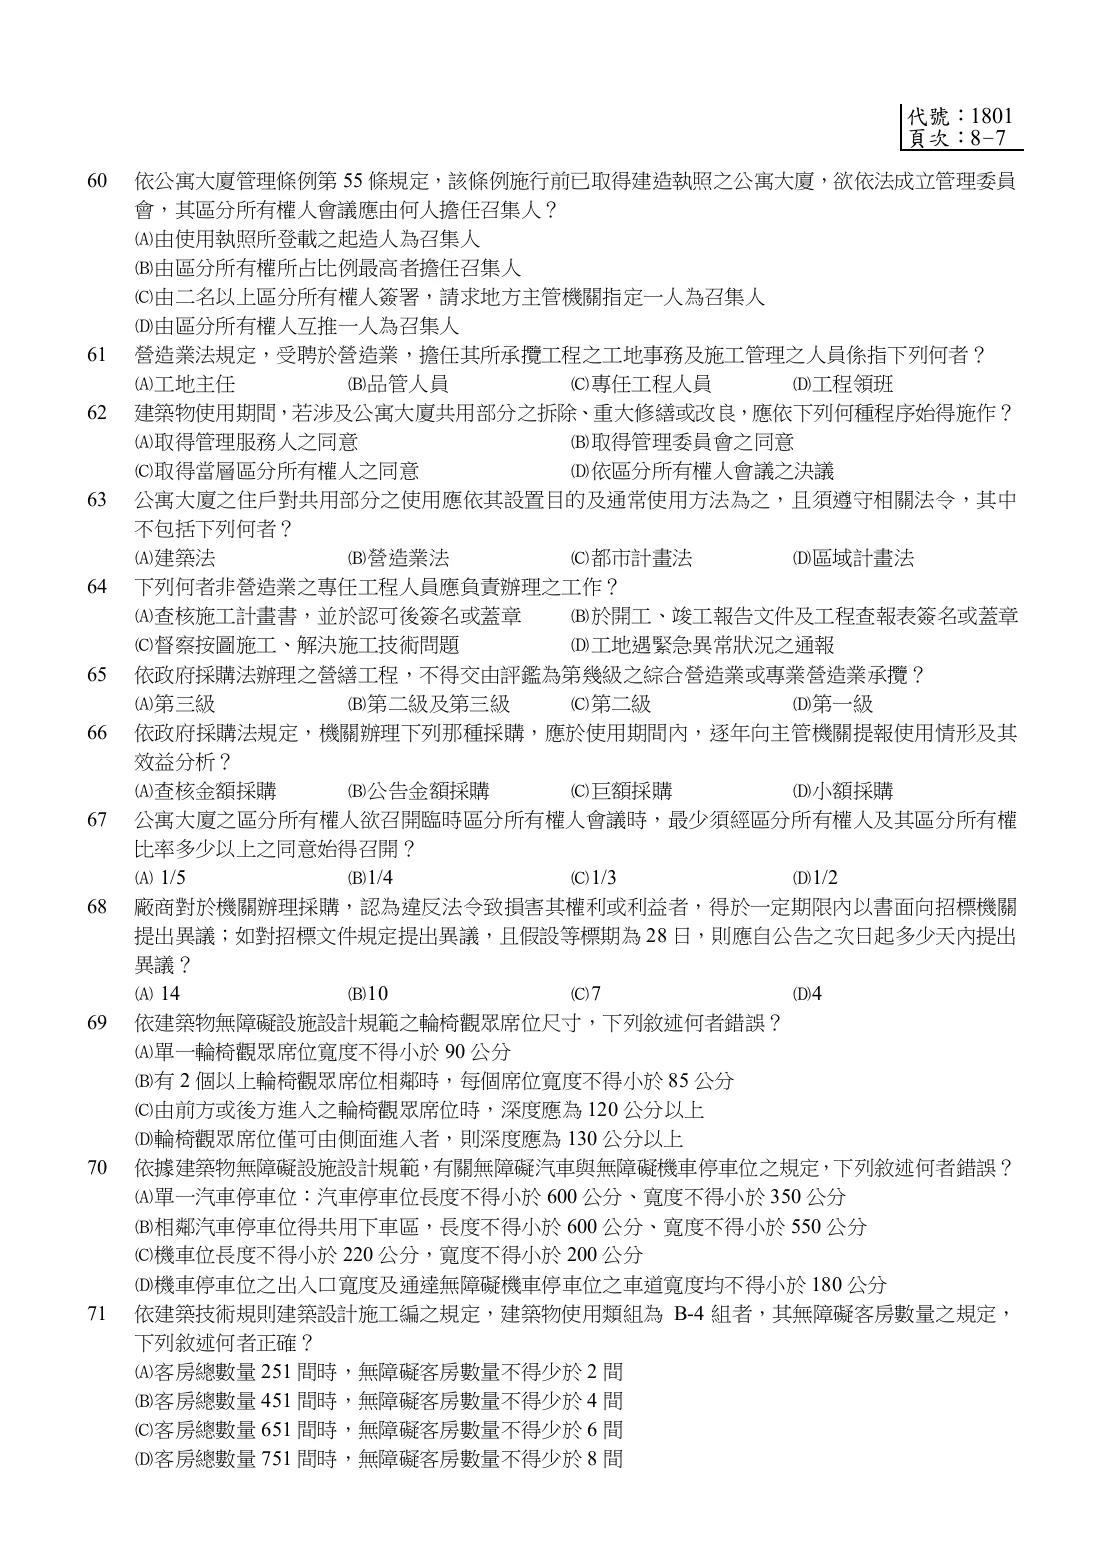 代號：1801
頁次：8－7
60 依公寓大廈管理條例第 55 條規定，該條例施行前已取得建造執照之公寓大廈，欲依法成立管理委員
會，其區分所有權人會議應由何人擔任召集人？
(A)由使用執照所登載之起造人為召集人
(B)由區分所有權所占比例最高者擔任召集人
(C)由二名以上區分所有權人簽署，請求地方主管機關指定一人為召集人
(D)由區分所有權人互推一人為召集人
61 營造業法規定，受聘於營造業，擔任其所承攬工程之工地事務及施工管理之人員係指下列何者？
(A)工地主任 (B)品管人員 (C)專任工程人員 (D)工程領班
62 建築物使用期間，若涉及公寓大廈共用部分之拆除、重大修繕或改良，應依下列何種程序始得施作？
(A)取得管理服務人之同意 (B)取得管理委員會之同意
(C)取得當層區分所有權人之同意 (D)依區分所有權人會議之決議
63 公寓大廈之住戶對共用部分之使用應依其設置目的及通常使用方法為之，且須遵守相關法令，其中
不包括下列何者？
(A)建築法 (B)營造業法 (C)都市計畫法 (D)區域計畫法
64 下列何者非營造業之專任工程人員應負責辦理之工作？
(A)查核施工計畫書，並於認可後簽名或蓋章 (B)於開工、竣工報告文件及工程查報表簽名或蓋章
(C)督察按圖施工、解決施工技術問題 (D)工地遇緊急異常狀況之通報
65 依政府採購法辦理之營繕工程，不得交由評鑑為第幾級之綜合營造業或專業營造業承攬？
(A)第三級 (B)第二級及第三級 (C)第二級 (D)第一級
66 依政府採購法規定，機關辦理下列那種採購，應於使用期間內，逐年向主管機關提報使用情形及其
效益分析？
(A)查核金額採購 (B)公告金額採購 (C)巨額採購 (D)小額採購
67 公寓大廈之區分所有權人欲召開臨時區分所有權人會議時，最少須經區分所有權人及其區分所有權
比率多少以上之同意始得召開？
(A) 1/5 (B)1/4 (C)1/3 (D)1/2
68 廠商對於機關辦理採購，認為違反法令致損害其權利或利益者，得於一定期限內以書面向招標機關
提出異議；如對招標文件規定提出異議，且假設等標期為 28 日，則應自公告之次日起多少天內提出
異議？
(A) 14 (B)10 (C)7 (D)4
69 依建築物無障礙設施設計規範之輪椅觀眾席位尺寸，下列敘述何者錯誤？
(A)單一輪椅觀眾席位寬度不得小於 90 公分
(B)有 2 個以上輪椅觀眾席位相鄰時，每個席位寬度不得小於 85 公分
(C)由前方或後方進入之輪椅觀眾席位時，深度應為 120 公分以上
(D)輪椅觀眾席位僅可由側面進入者，則深度應為 130 公分以上
70 依據建築物無障礙設施設計規範，有關無障礙汽車與無障礙機車停車位之規定，下列敘述何者錯誤？
(A)單一汽車停車位：汽車停車位長度不得小於 600 公分、寬度不得小於 350 公分
(B)相鄰汽車停車位得共用下車區，長度不得小於 600 公分、寬度不得小於 550 公分
(C)機車位長度不得小於 220 公分，寬度不得小於 200 公分
(D)機車停車位之出入口寬度及通達無障礙機車停車位之車道寬度均不得小於 180 公分
71 依建築技術規則建築設計施工編之規定，建築物使用類組為 B-4 組者，其無障礙客房數量之規定，
下列敘述何者正確？
(A)客房總數量 251 間時，無障礙客房數量不得少於 2 間
(B)客房總數量 451 間時，無障礙客房數量不得少於 4 間
(C)客房總數量 651 間時，無障礙客房數量不得少於 6 間
(D)客房總數量 751 間時，無障礙客房數量不得少於 8 間